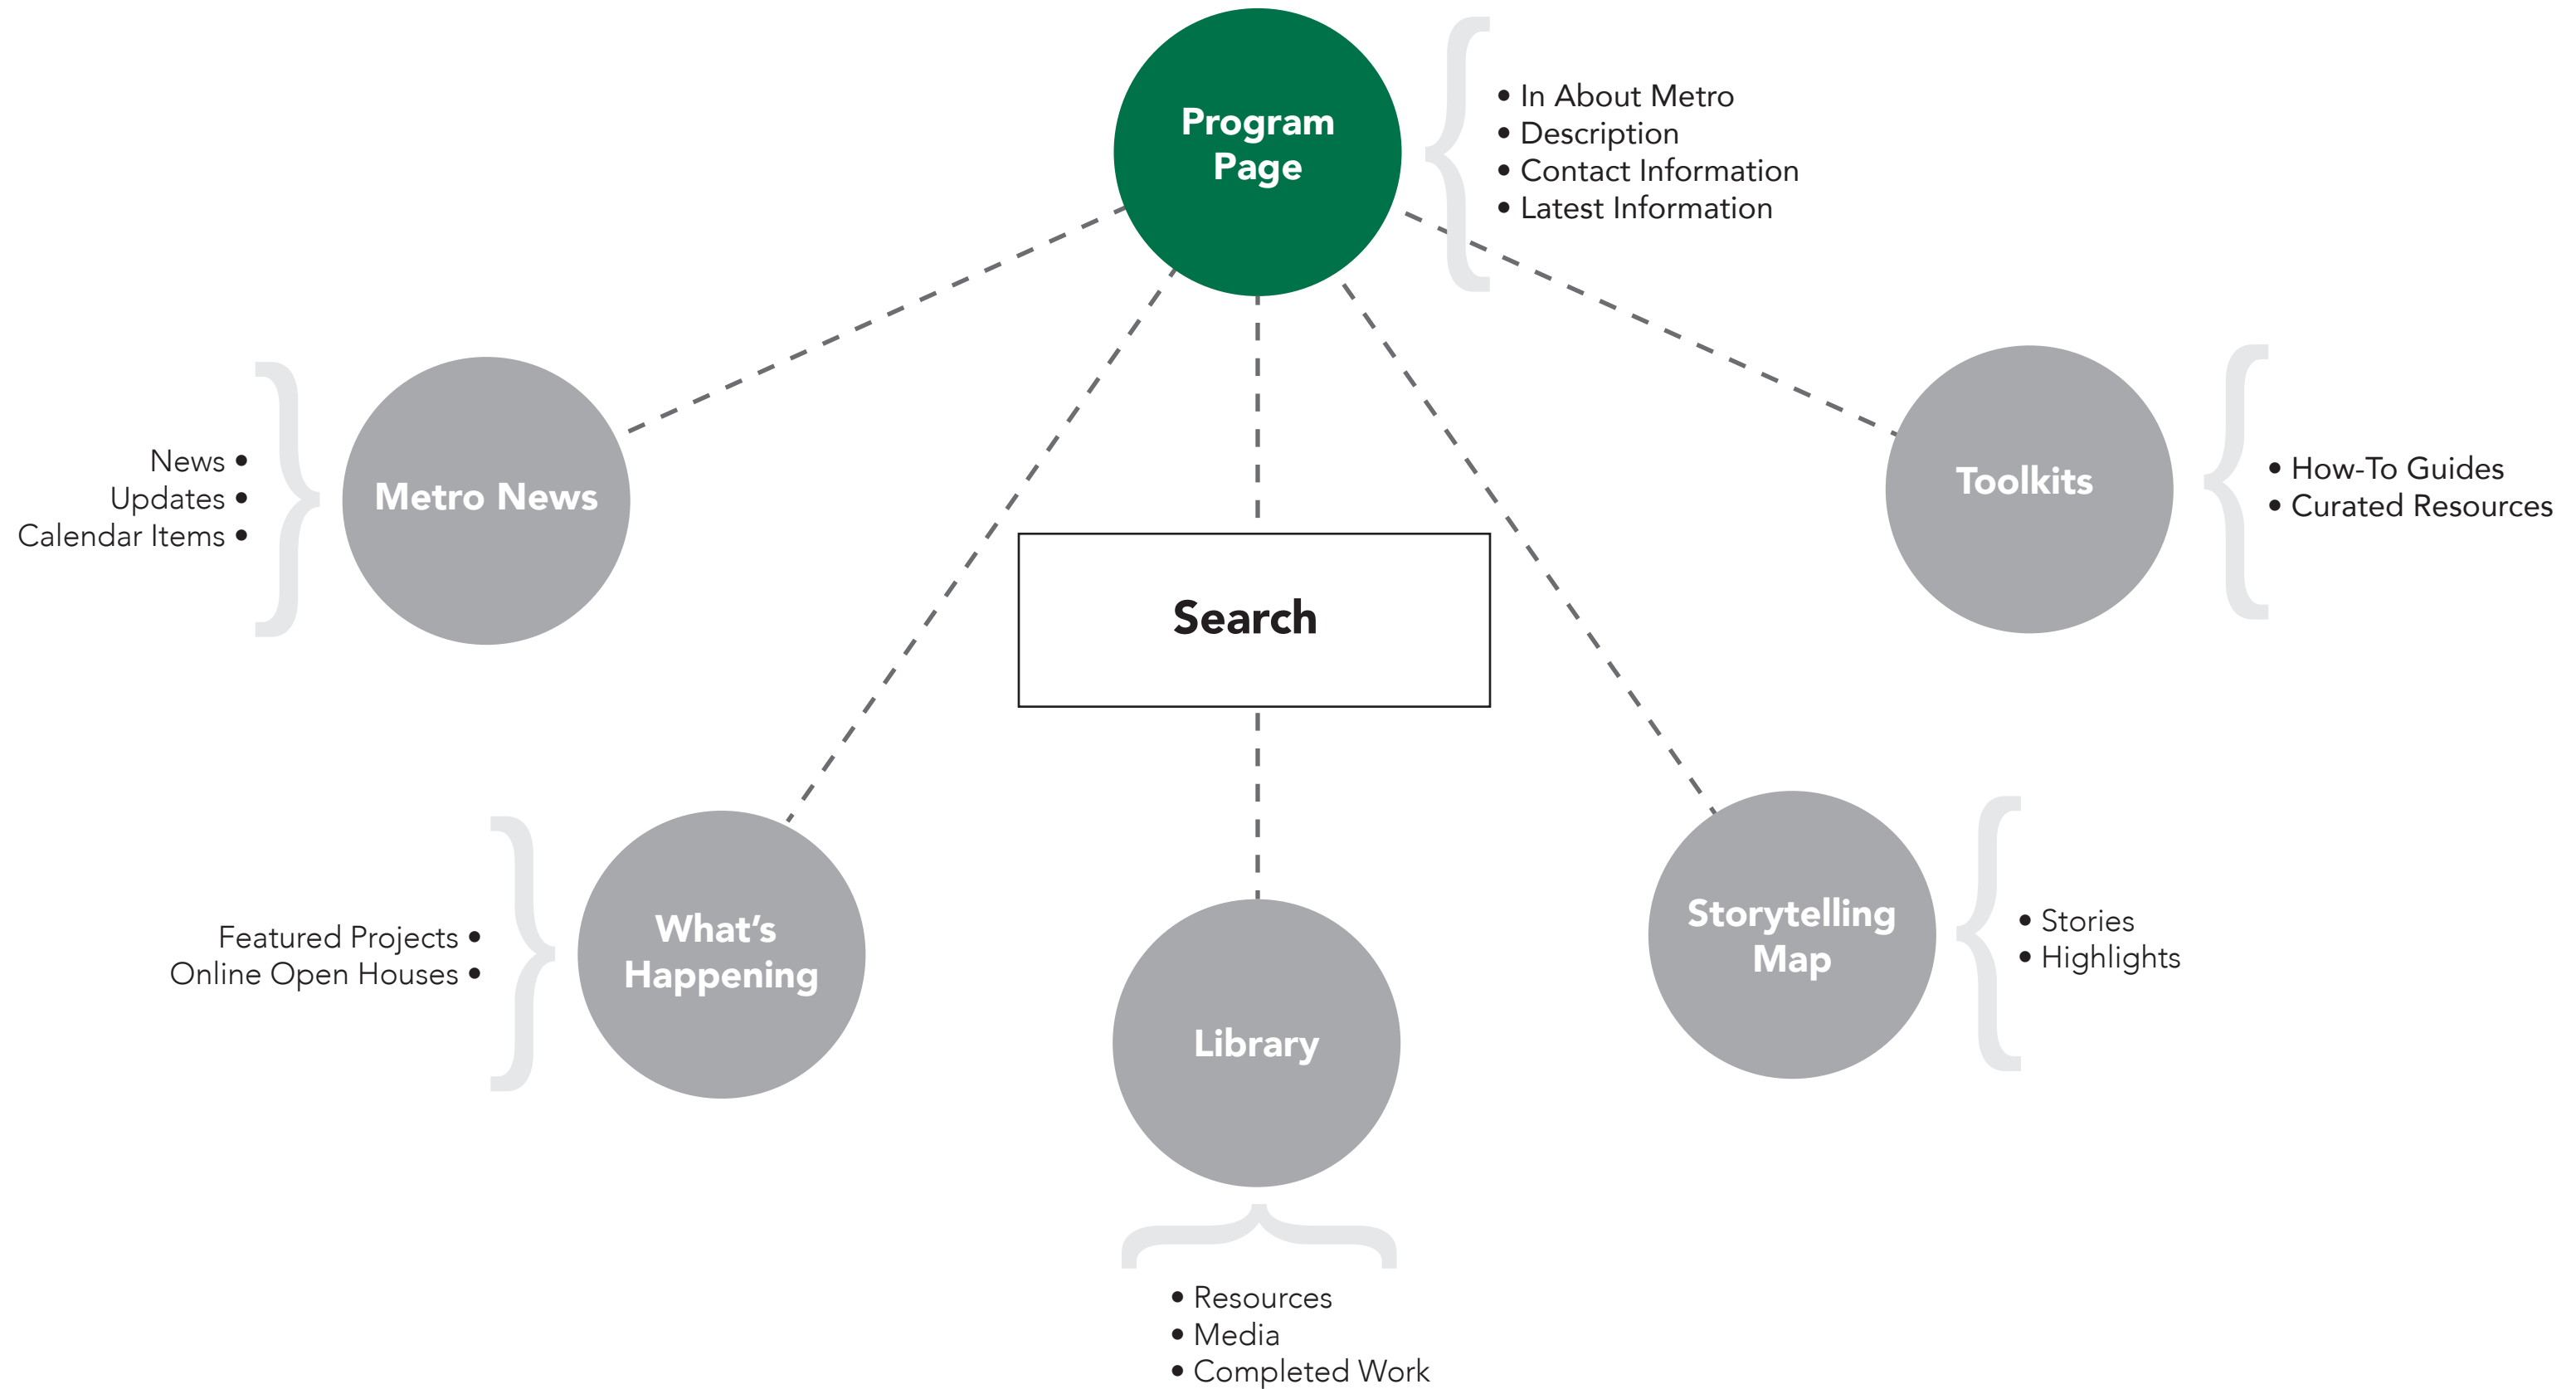 Program
Page
• In About Metro
• Description
• Contact Information
• Latest Information
News •
Updates •
Calendar Items •
Metro News
Toolkits
• How-To Guides
• Curated Resources
Search
Featured Projects •
Online Open Houses •
What‘s
Happening
Storytelling
Map
• Stories
• Highlights
Library
• Resources
• Media
• Completed Work